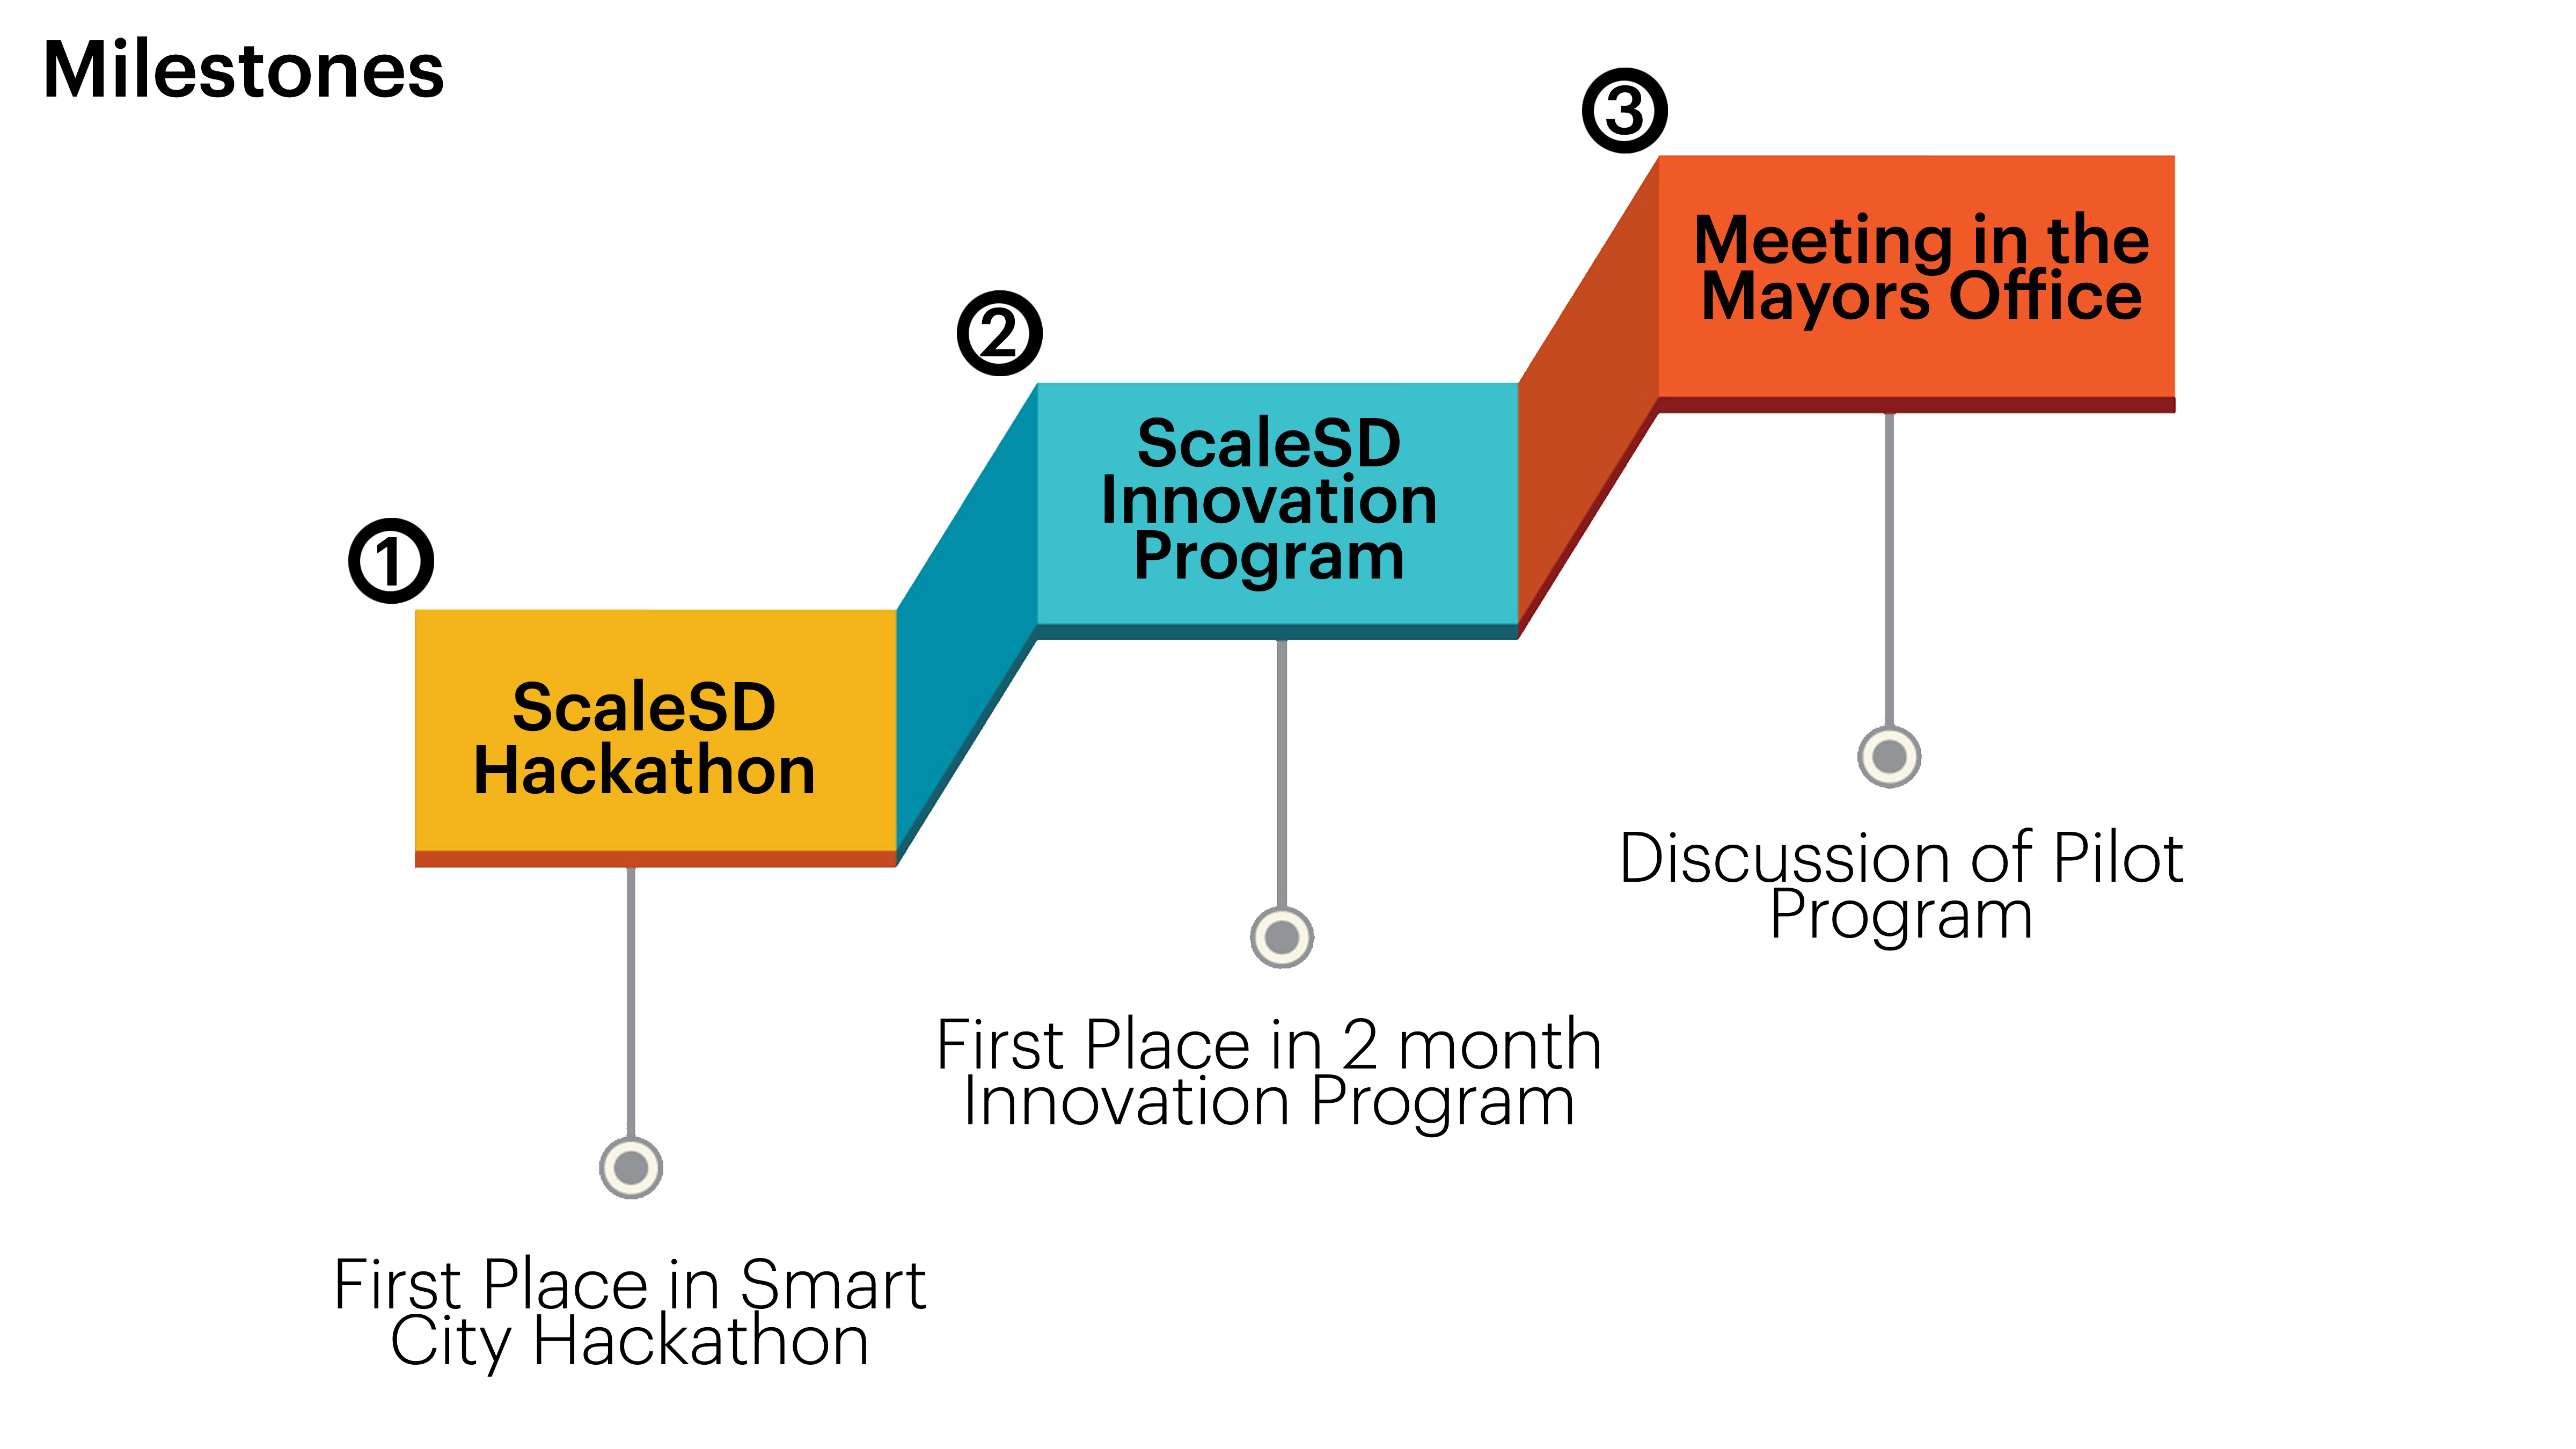 Milestones
1
ScaleSD
Hackathon
First Place in Smart
City Hackathon
2
ScaleSD
Innovation
Program
First Place in 2 month
Innovation Program
3
Meeting in the
Mayors Office
Discussion of Pilot
Program